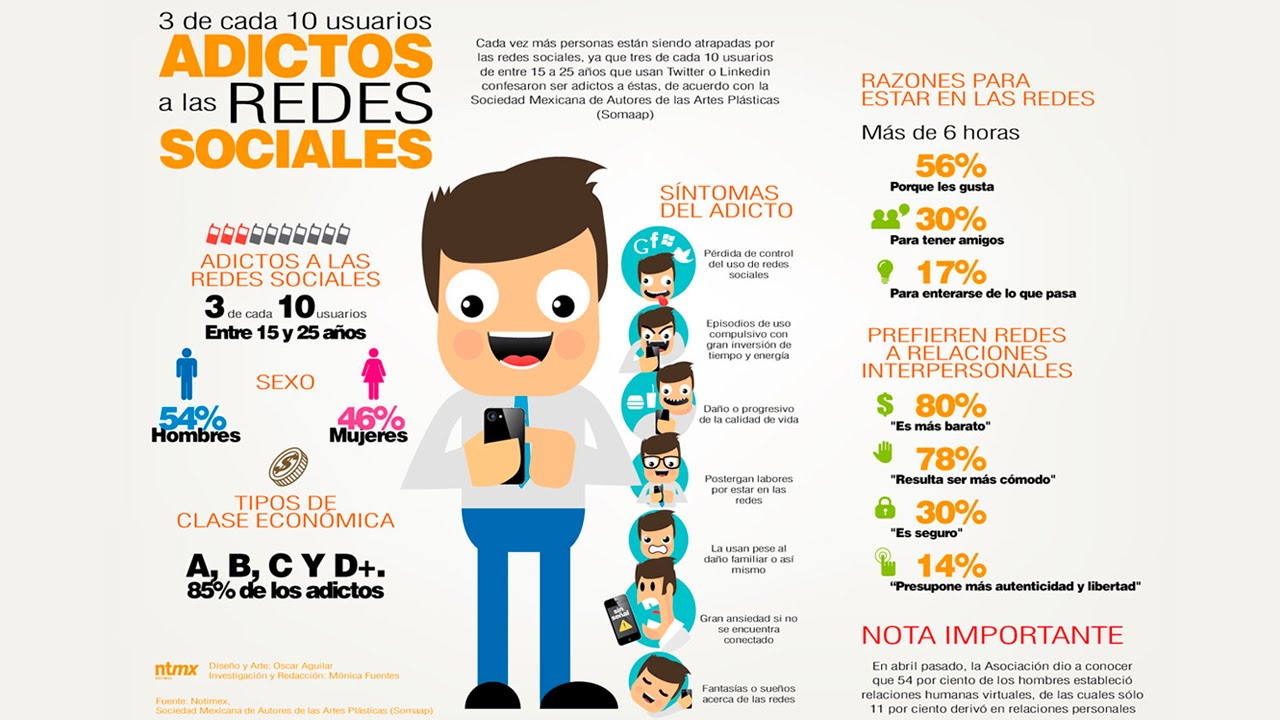 3 de cada 10 usuarios
ADICTOS
a las REDES
SOCIALES
Cada vez más personas están siendo atrapadas por
las redes sociales, ya que tres de cada 10 usuarios
de entre 15 a 25 años que usan Twitter o Linkedin
confesaron ser adictos a éstas, de acuerdo con la
Sociedad Mexicana de Autores de las Artes Plásticas
(Somaap)
ADICTOS A LAS
REDES SOCIALES
3 de cada 10 usuarios
Entre 15 y 25 años
SEXO
54%
Hombres
46%
Mujeres
TIPOS DE
CLASE ECONÓMICA
A, B, C Y D+.
85% de los adictos
ntmx
NOTIMEX
Diseño y Arte: Oscar Aguilar
Investigación y Redacción: Mónica Fuentes
Fuente: Notimex,
Sociedad Mexicana de Autores de las Artes Plásticas (Somaap)
SÍNTOMAS
DEL ADICTO
G f
Pérdida de control
del uso de redes
sociales
Episodios de uso
compulsivo con
gran inversión de
tiempo y energía
Daño o progresivo
de la calidad de vida
Postergan labores
por estar en las
redes
La usan pese al
daño familiar o así
mismo
sin
señal
Gran ansiedad si no
se encuentra
conectado
Fantasías o sueños
acerca de las redes
RAZONES PARA
ESTAR EN LAS REDES
Más de 6 horas
56%
Porque les gusta
30%
Para tener amigos
17%
Para enterarse de lo que pasa
PREFIEREN REDES
A RELACIONES
INTERPERSONALES
$ 80%
"Es más barato"
78%
"Resulta ser más cómodo"
30%
"Es seguro"
14%
"Presupone más autenticidad y libertad"
NOTA IMPORTANTE
En abril pasado, la Asociación dio a conocer
que 54 por ciento de los hombres estableció
relaciones humanas virtuales, de las cuales sólo
11 por ciento derivó en relaciones personales